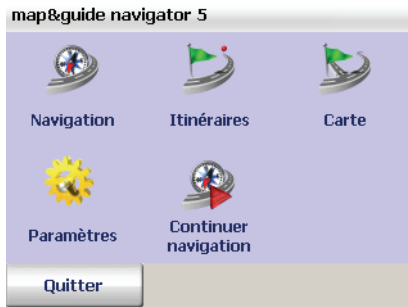 map&guide navigator 5
Navigation
Itinéraires
Carte
Paramètres
Continuer
navigation
Quitter